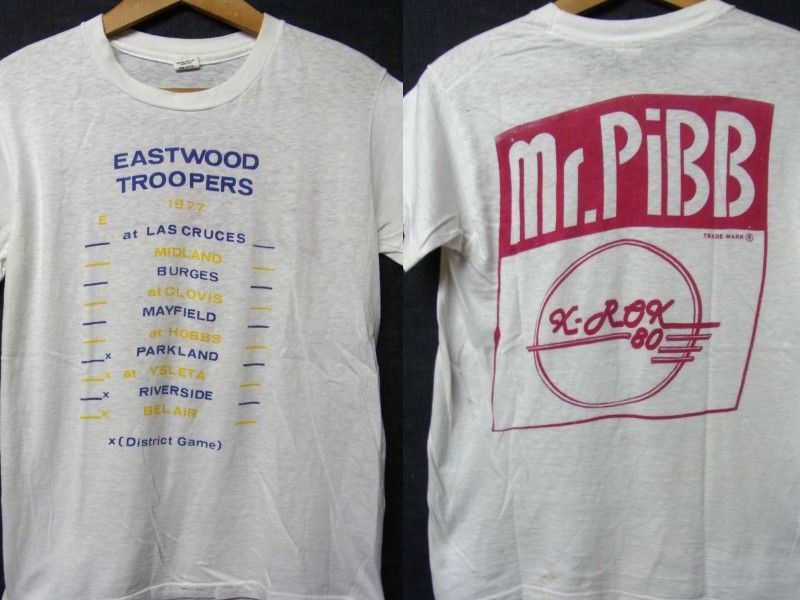 EASTWOOD
TROOPERS
1977
E
at LAS CRUCES
MIDLAND
BURGES
at CLOVIS
MAYFIELD
at HOBBS
x PARKLAND
x at YSLETA
x RIVERSIDE
x BEL AIR
x (District Game)
Mr. PiBB
TRADE-MARK ®
X-ROK
80